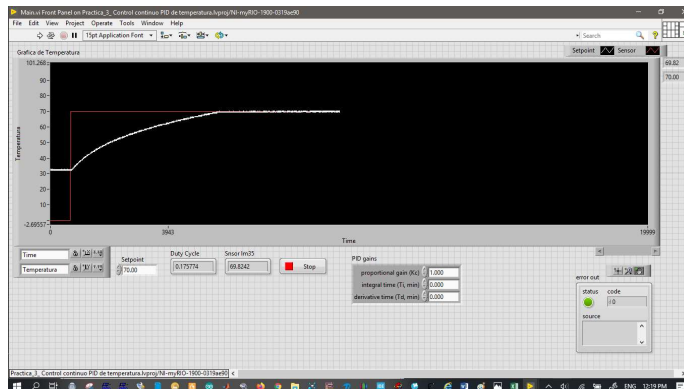 Main.vi Front Panel on Practica_3_ Control continuo PID de temperatura.lvproj/NI-myRIO-1900-0319ae90
File Edit View Project Operate Tools Window Help
15pt Application Font
Search
Grafica de Temperatura
Setpoint Sensor
69.82
70.00
101.268
90
80
70
60
50
40
30
20
10
-2.69557
Temperatura
0 3943 19999
Time
Time
Temperatura
Setpoint
70.00
Duty Cycle
0.175774
Snsor lm35
69.8242
Stop
PID gains
proportional gain (Kc) 1.000
integral time (Ti, min) 0.000
derivative time (Td, min) 0.000
error out
status code
0
source
Practica_3_ Control continuo PID de temperatura.lvproj/NI-myRIO-1900-0319ae90
ENG 12:19 PM